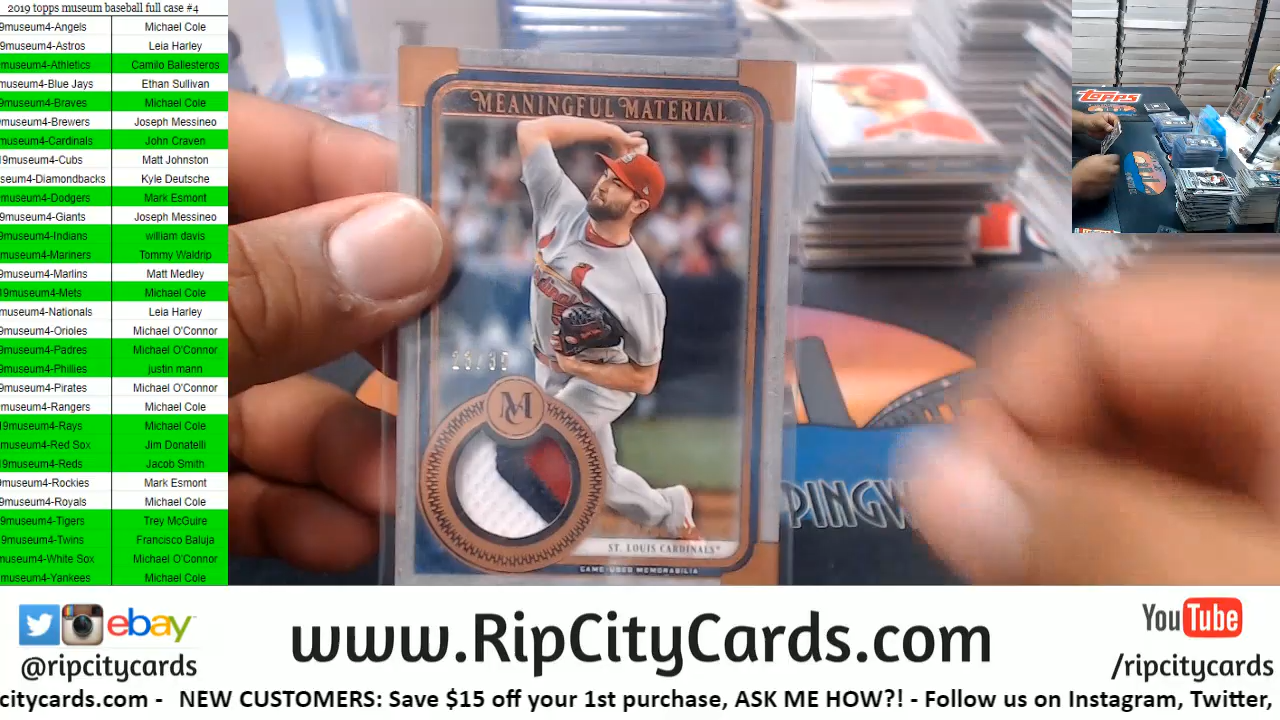 2019 topps museum baseball full case #4
9museum4-Angels Michael Cole
9museum4-Astros Leia Harley
9museum4-Athletics Camilo Ballesteros
museum4-Blue Jays Ethan Sullivan
9museum4-Braves Michael Cole
9museum4-Brewers Joseph Messineo
museum4-Cardinals John Craven
19museum4-Cubs Matt Johnston
seum4-Diamondbacks Kyle Deutsche
9museum4-Dodgers Mark Esmont
9museum4-Giants Joseph Messineo
9museum4-Indians william davis
9museum4-Mariners Tommy Waldrip
9museum4-Marlins Matt Medley
19museum4-Mets Michael Cole
museum4-Nationals Leia Harley
9museum4-Orioles Michael O'Connor
9museum4-Padres Michael O'Connor
9museum4-Phillies justin mann
9museum4-Pirates Michael O'Connor
museum4-Rangers Michael Cole
19museum4-Rays Michael Cole
museum4-Red Sox Jim Donatelli
19museum4-Reds Jacob Smith
museum4-Rockies Mark Esmont
9museum4-Royals Michael Cole
9museum4-Tigers Trey McGuire
9museum4-Twins Francisco Baluja
museum4-White Sox Michael O'Connor
museum4-Yankees Michael Cole
MEANINGFUL MATERIAL
Cardinals
MC
ST. LOUIS CARDINALS
GAME-USED MEMORABILIA
topps
PINGW
ebay
@ripcitycards
www.RipCityCards.com
YouTube
/ripcitycards
citycards.com - NEW CUSTOMERS: Save $15 off your 1st purchase, ASK ME HOW?! - Follow us on Instagram, Twitter,